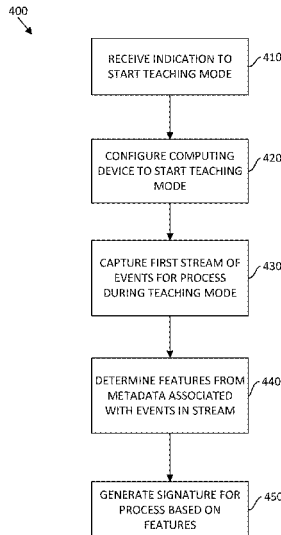 400
RECEIVE INDICATION TO
START TEACHING MODE
410
CONFIGURE COMPUTING
DEVICE TO START TEACHING
MODE
420
CAPTURE FIRST STREAM OF
EVENTS FOR PROCESS
DURING TEACHING MODE
430
DETERMINE FEATURES FROM
METADATA ASSOCIATED
WITH EVENTS IN STREAM
440
GENERATE SIGNATURE FOR
PROCESS BASED ON
FEATURES
450